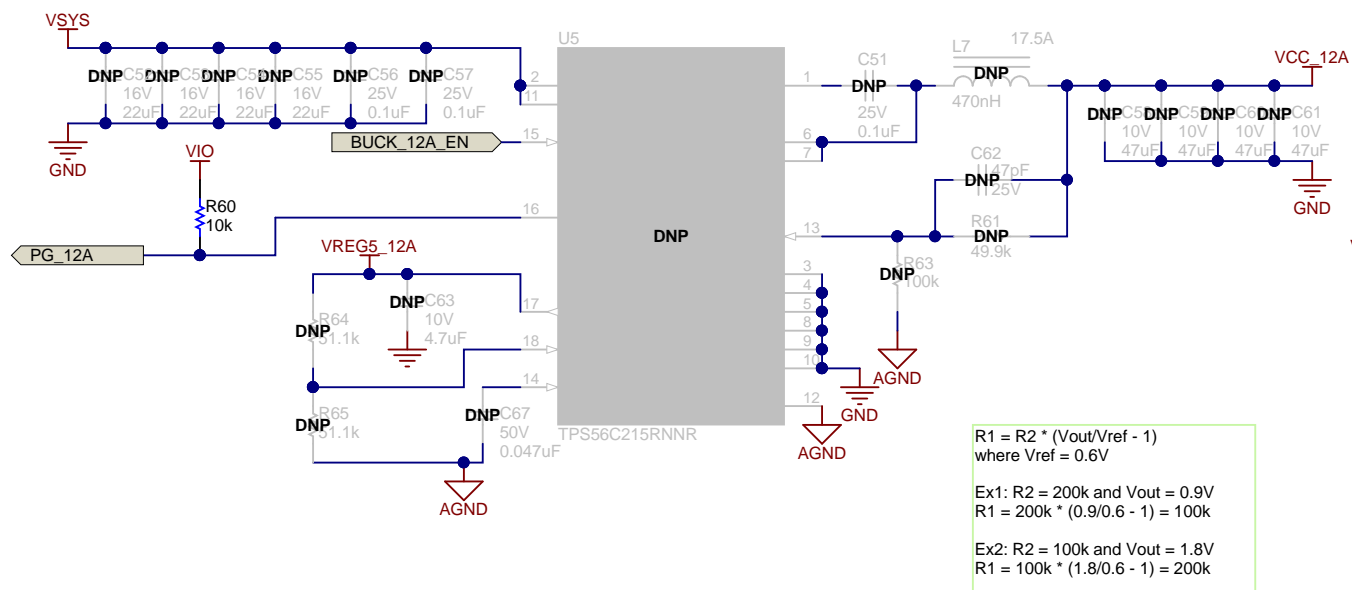 VSYS
U5
DNP C52
16V
22uF
DNP C53
16V
22uF
DNP C54
16V
22uF
DNP C55
16V
22uF
DNP C56
25V
0.1uF
DNP C57
25V
0.1uF
GND
2
11
BUCK_12A_EN
15
VIO
R60
10k
16
PG_12A
VREG5_12A
DNP C63
10V
4.7uF
17
DNP R64
51.1k
18
DNP R65
51.1k
14
DNP C67
50V
0.047uF
AGND
DNP
TPS56C215RNNR
1
C51
DNP
25V
0.1uF
L7
17.5A
DNP
470nH
VCC_12A
6
7
DNP C58
10V
47uF
DNP C59
10V
47uF
DNP C60
10V
47uF
DNP C61
10V
47uF
GND
C62
DNP 47pF
25V
13
R61
DNP
49.9k
R63
DNP
100k
AGND
3
4
5
8
9
10
GND
12
AGND
R1 = R2 * (Vout/Vref - 1)
where Vref = 0.6V
Ex1: R2 = 200k and Vout = 0.9V
R1 = 200k * (0.9/0.6 - 1) = 100k
Ex2: R2 = 100k and Vout = 1.8V
R1 = 100k * (1.8/0.6 - 1) = 200k